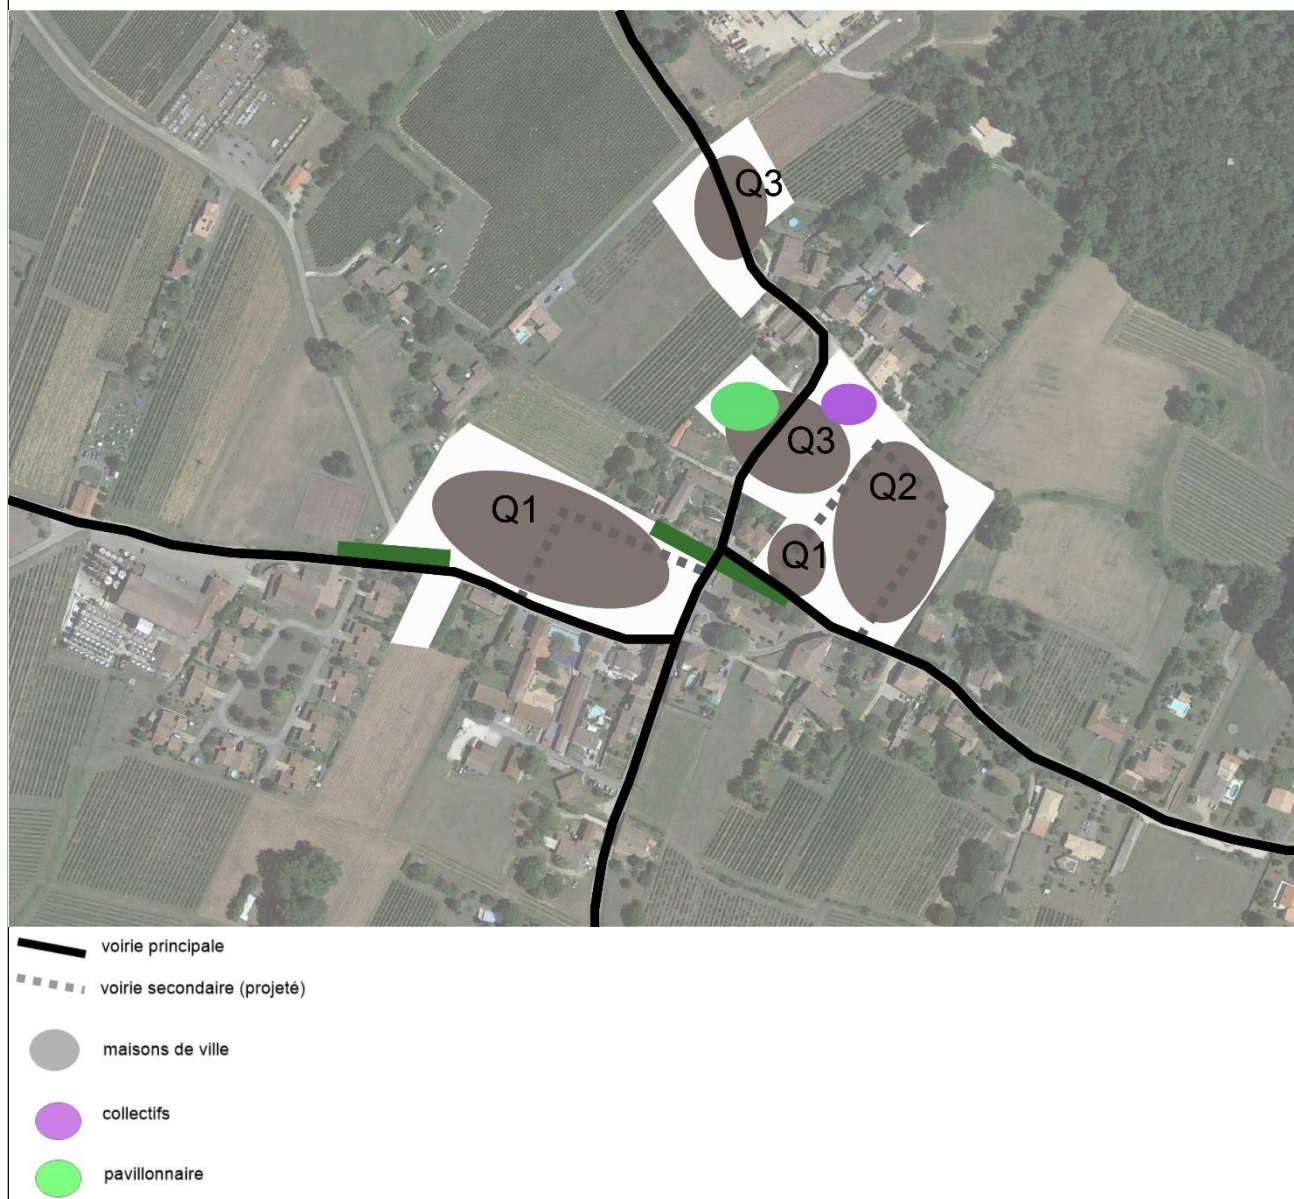 Q3
Q3
Q2
Q1
Q1
voirie principale
voirie secondaire (projeté)
maisons de ville
collectifs
pavillonnaire